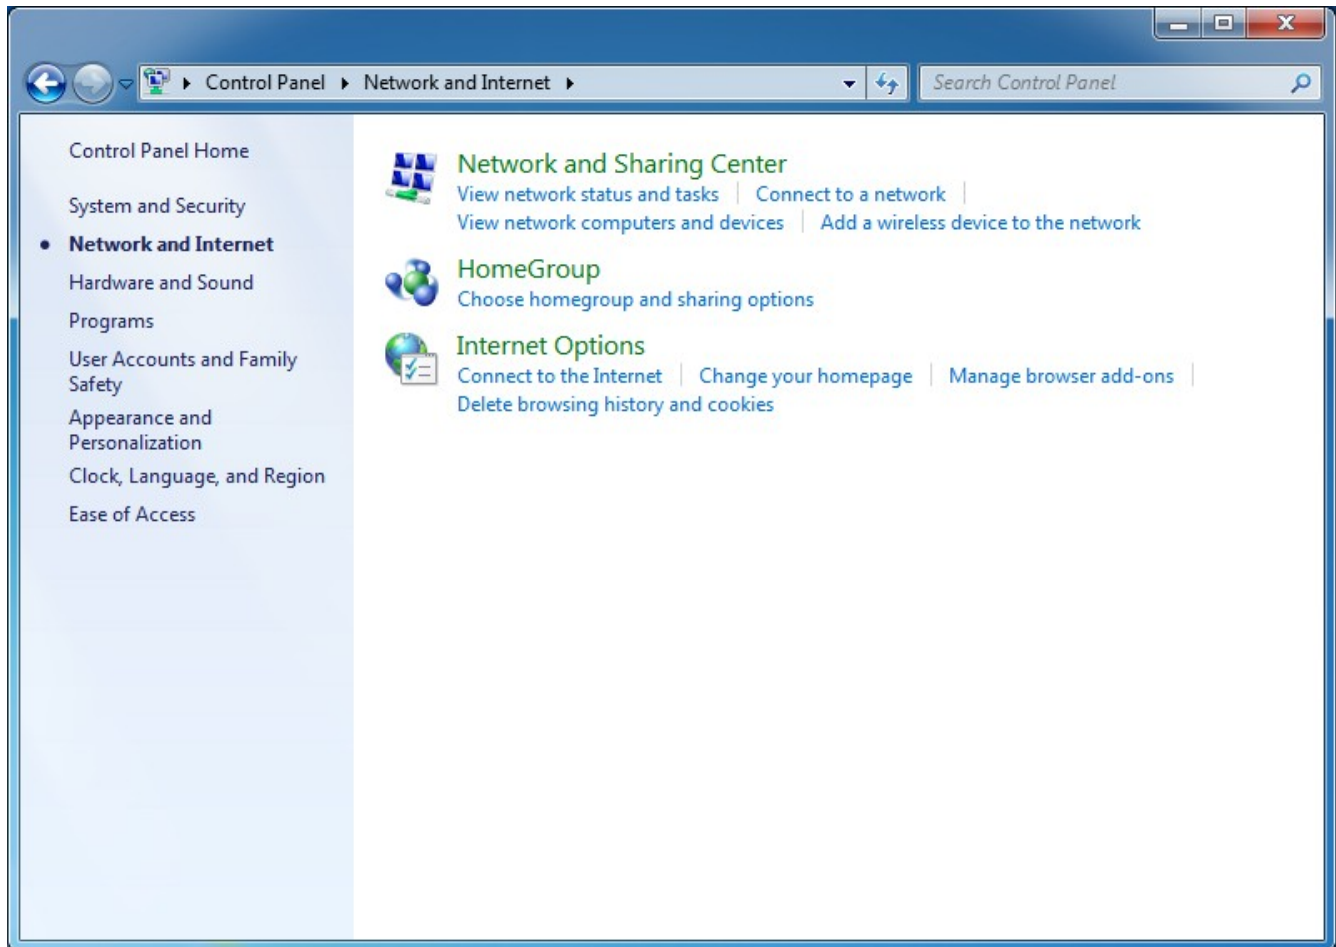 Control Panel
Network and Internet
Search Control Panel
Control Panel Home
System and Security
Network and Internet
Hardware and Sound
Programs
User Accounts and Family
Safety
Appearance and
Personalization
Clock, Language, and Region
Ease of Access
Network and Sharing Center
View network status and tasks
Connect to a network
View network computers and devices
Add a wireless device to the network
HomeGroup
Choose homegroup and sharing options
Internet Options
Connect to the Internet
Change your homepage
Manage browser add-ons
Delete browsing history and cookies